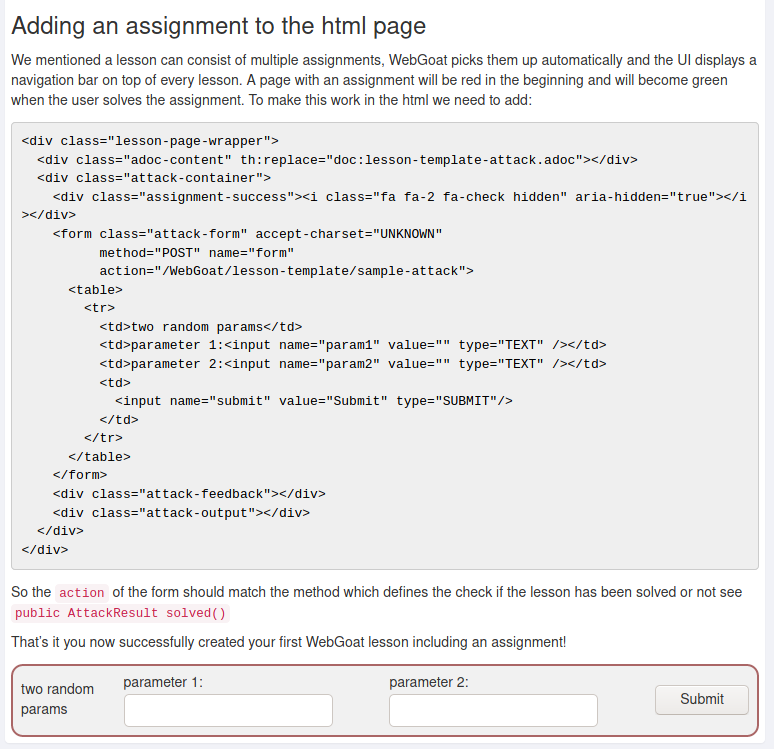 Adding an assignment to the html page
We mentioned a lesson can consist of multiple assignments, WebGoat picks them up automatically and the UI displays a
navigation bar on top of every lesson. A page with an assignment will be red in the beginning and will become green
when the user solves the assignment. To make this work in the html we need to add:
<div class="lesson-page-wrapper">
  <div class="adoc-content" th:replace="doc:lesson-template-attack.adoc"></div>
  <div class="attack-container">
    <div class="assignment-success"><i class="fa fa-2 fa-check hidden" aria-hidden="true"></i
></div>
    <form class="attack-form" accept-charset="UNKNOWN"
          method="POST" name="form"
          action="/WebGoat/lesson-template/sample-attack">
      <table>
        <tr>
          <td>two random params</td>
          <td>parameter 1:<input name="param1" value="" type="TEXT" /></td>
          <td>parameter 2:<input name="param2" value="" type="TEXT" /></td>
          <td>
            <input name="submit" value="Submit" type="SUBMIT"/>
          </td>
        </tr>
      </table>
    </form>
    <div class="attack-feedback"></div>
    <div class="attack-output"></div>
  </div>
</div>
So the action of the form should match the method which defines the check if the lesson has been solved or not see
public AttackResult solved()
That's it you now successfully created your first WebGoat lesson including an assignment!
two random
params
parameter 1:
parameter 2:
Submit